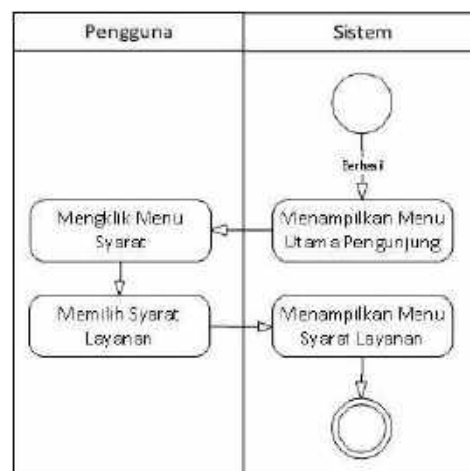 Pengguna
Sistem
Berhasil
Menampilkan Menu
Utama Pengunjung
Mengklik Menu
Syarat
Memilih Syarat
Layanan
Menampilkan Menu
Syarat Layanan